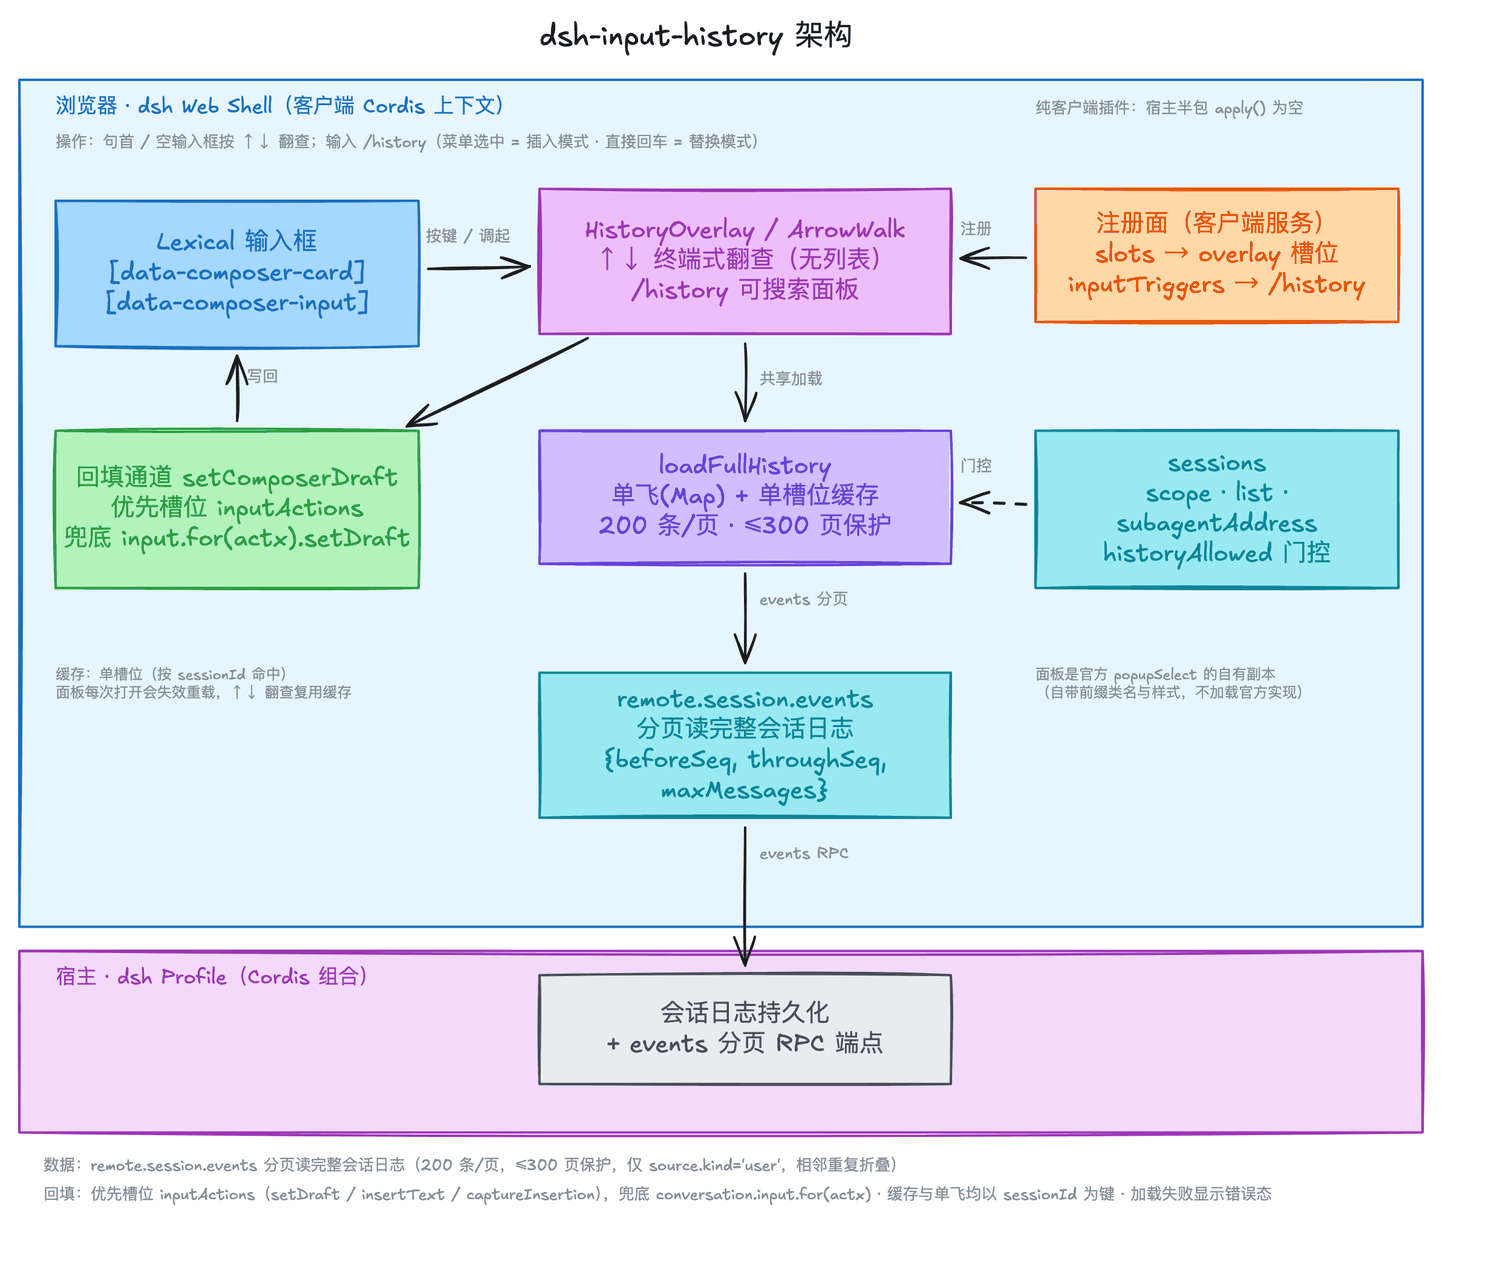 dsh-input-history 架构
浏览器 · dsh Web Shell（客户端 Cordis 上下文）
纯客户端插件：宿主半包 apply() 为空
操作：句首 / 空输入框按 ↑↓ 翻查；输入 /history（菜单选中 = 插入模式 · 直接回车 = 替换模式）
Lexical 输入框
[data-composer-card]
[data-composer-input]
按键 / 调起
HistoryOverlay / ArrowWalk
↑↓ 终端式翻查（无列表）
/history 可搜索面板
注册
注册面（客户端服务）
slots → overlay 槽位
inputTriggers → /history
写回
共享加载
回填通道 setComposerDraft
优先槽位 inputActions
兜底 input.for(actx).setDraft
loadFullHistory
单飞(Map) + 单槽位缓存
200 条/页 · ≤300 页保护
门控
sessions
scope · list ·
subagentAddress
historyAllowed 门控
events 分页
缓存：单槽位（按 sessionId 命中）
面板每次打开会失效重载，↑↓ 翻查复用缓存
remote.session.events
分页读完整会话日志
{beforeSeq, throughSeq,
maxMessages}
面板是官方 popupSelect 的自有副本
（自带前缀类名与样式，不加载官方实现）
events RPC
宿主 · dsh Profile（Cordis 组合）
会话日志持久化
+ events 分页 RPC 端点
数据：remote.session.events 分页读完整会话日志（200 条/页，≤300 页保护，仅 source.kind='user'，相邻重复折叠）
回填：优先槽位 inputActions（setDraft / insertText / captureInsertion），兜底 conversation.input.for(actx) · 缓存与单飞均以 sessionId 为键 · 加载失败显示错误态